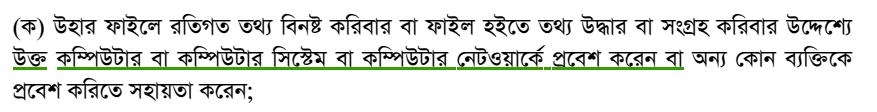 (ক) উহার ফাইলে রতিগত তথ্য বিনষ্ট করিবার বা ফাইল হইতে তথ্য উদ্ধার বা সংগ্রহ করিবার উদ্দেশ্যে
উক্ত কম্পিউটার বা কম্পিউটার সিস্টেম বা কম্পিউটার নেটওয়ার্কে প্রবেশ করেন বা অন্য কোন ব্যক্তিকে
প্রবেশ করিতে সহায়তা করেন;